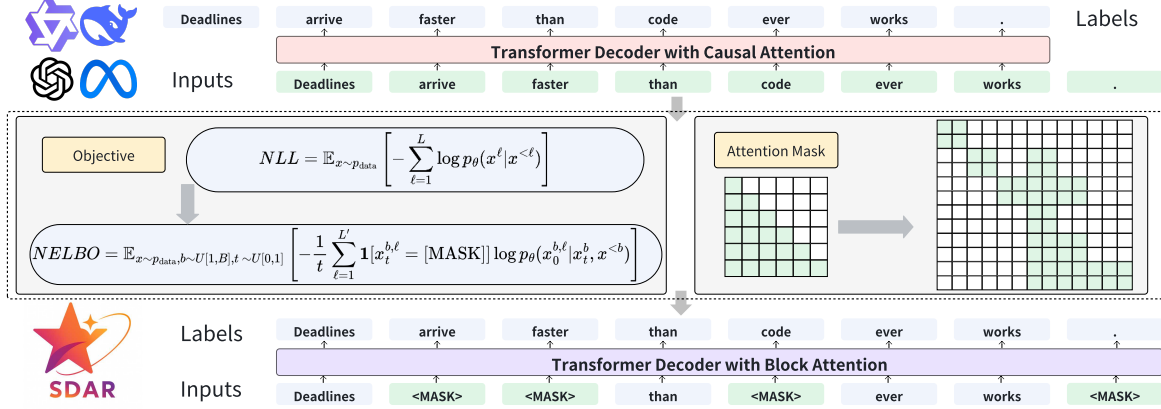 Deadlines arrive faster than code ever works . Labels
Transformer Decoder with Causal Attention
Inputs Deadlines arrive faster than code ever works .
Objective
NLL = 𝔼_{x∼p_data} [ − ∑_{ℓ=1}^{L} log p_θ(x^ℓ|x^{<ℓ}) ]
NELBO = 𝔼_{x∼p_data, b∼U[1,B], t∼U[0,1]} [ − 1/t ∑_{ℓ=1}^{L′} 𝟏[x_t^{b,ℓ} = [MASK]] log p_θ(x_0^{b,ℓ}|x_t^b, x^{<b}) ]
Attention Mask
Labels Deadlines arrive faster than code ever works .
Transformer Decoder with Block Attention
Inputs Deadlines <MASK> <MASK> than <MASK> ever works <MASK>
SDAR